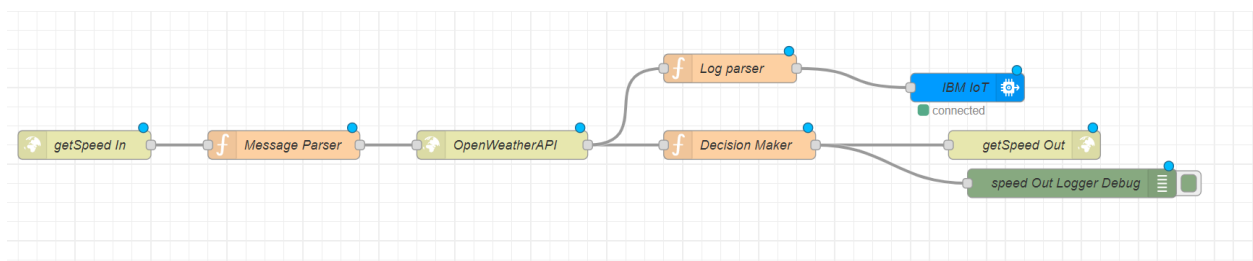 Log parser
IBM IoT
connected
getSpeed In
Message Parser
OpenWeatherAPI
Decision Maker
getSpeed Out
speed Out Logger Debug